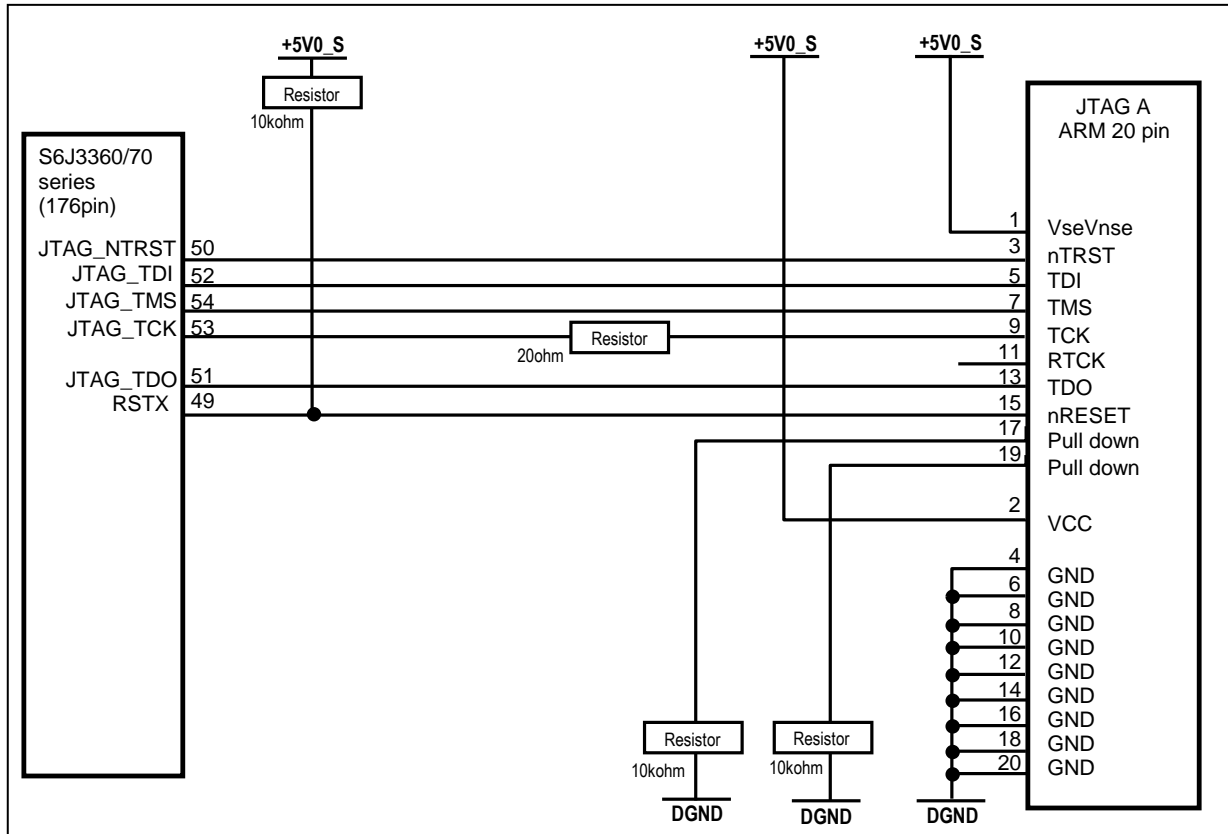 +5V0_S
+5V0_S
+5V0_S
Resistor
10kohm
S6J3360/70
series
(176pin)
JTAG_NTRST 50
JTAG_TDI 52
JTAG_TMS 54
JTAG_TCK 53
JTAG_TDO 51
RSTX 49
Resistor
20ohm
JTAG A
ARM 20 pin
1 VseVnse
3 nTRST
5 TDI
7 TMS
9 TCK
11 RTCK
13 TDO
15 nRESET
17 Pull down
19 Pull down
2 VCC
4 GND
6 GND
8 GND
10 GND
12 GND
14 GND
16 GND
18 GND
20 GND
Resistor
10kohm
DGND
Resistor
10kohm
DGND
DGND